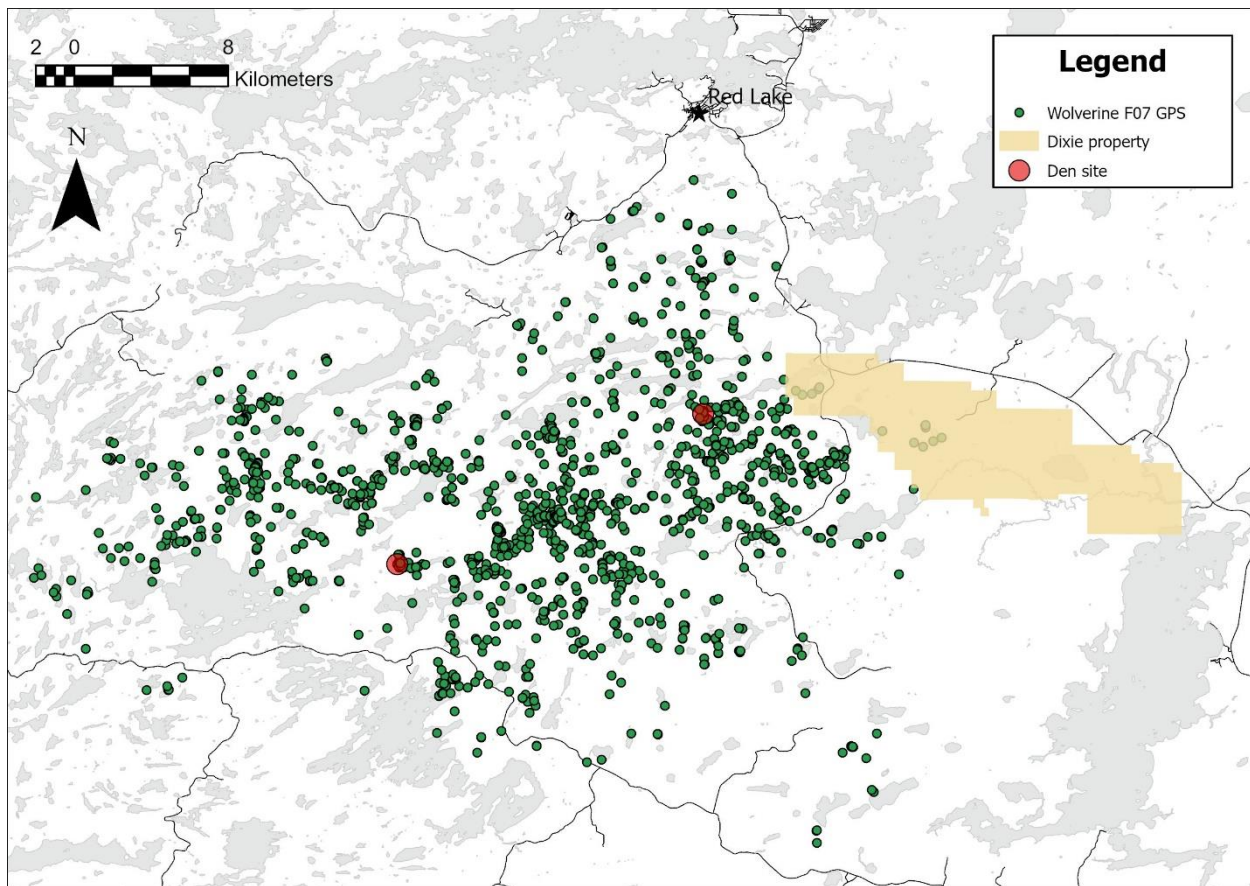 2 0 8
Kilometers
N
Red Lake
Legend
Wolverine F07 GPS
Dixie property
Den site